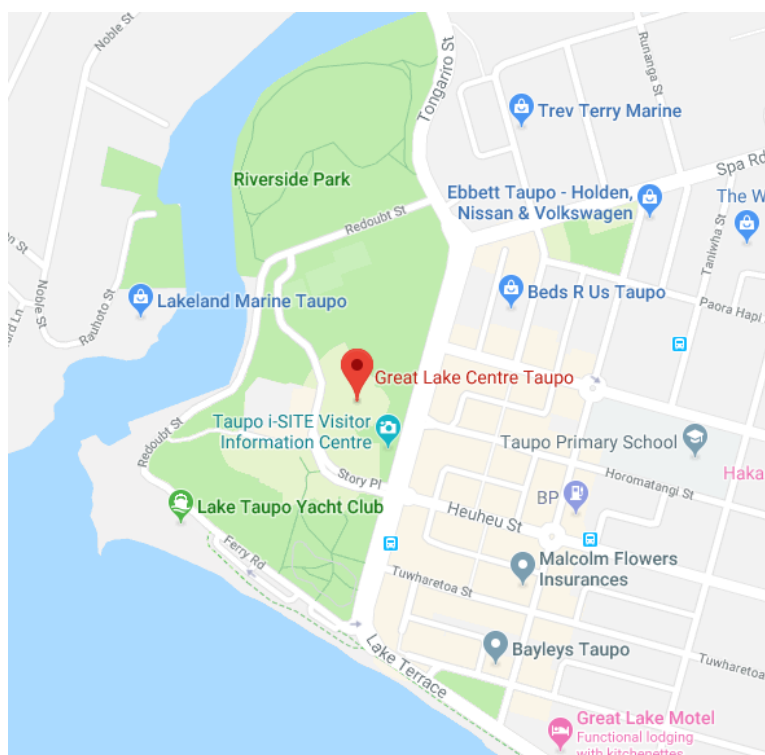 Noble St
Tongariro St
Runanga St
Trev Terry Marine
Spa Rd
Riverside Park
Ebbett Taupo - Holden,
Nissan & Volkswagen
The W
Redoubt St
Taniwha St
Noble St
Rauhoto St
Lakeland Marine Taupo
Beds R Us Taupo
Paora Hapi
Great Lake Centre Taupo
Taupo i-SITE Visitor
Information Centre
Redoubt St
Taupo Primary School
Haka
Story Pl
Horomatangi St
BP
Lake Taupo Yacht Club
Heuheu St
Ferry Rd
Malcolm Flowers
Insurances
Tuwharetoa St
Lake Terrace
Bayleys Taupo
Tuwharetoa St
Great Lake Motel
Functional lodging
with kitchenettes